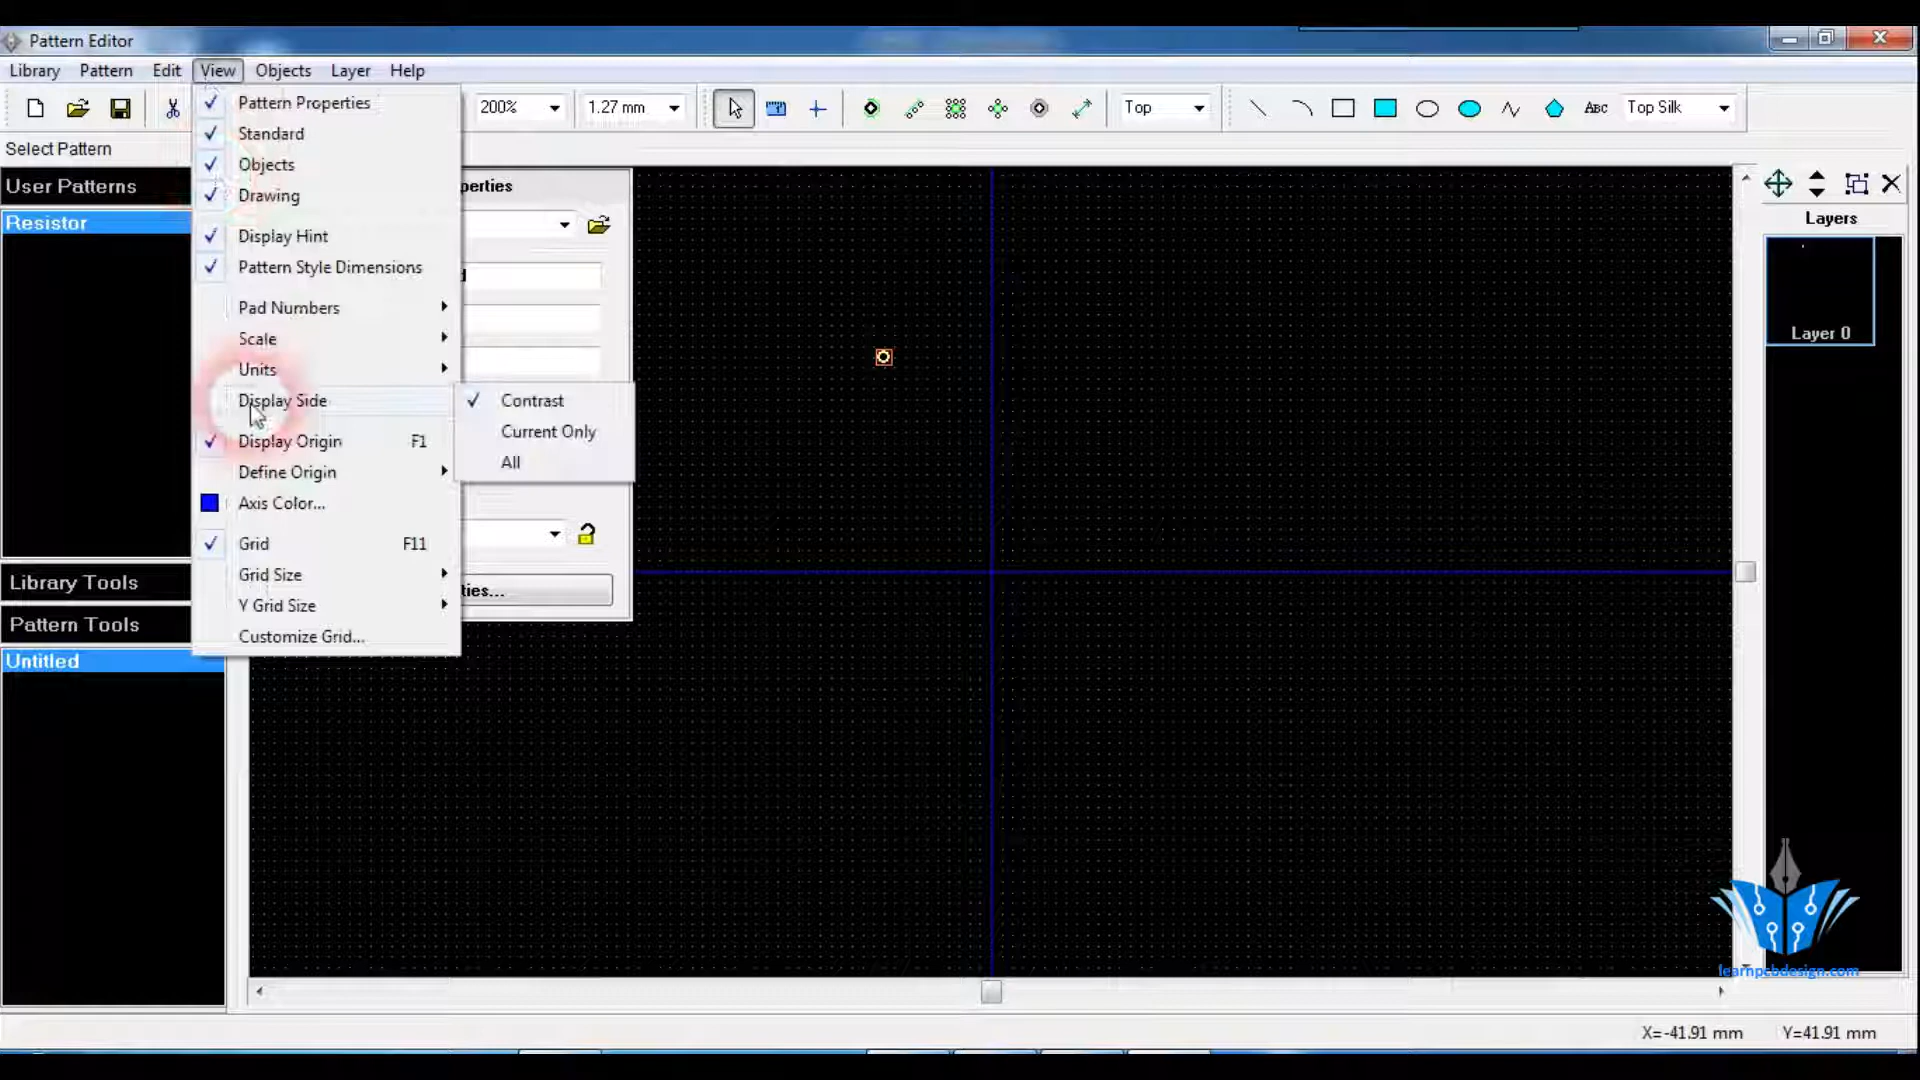 Pattern Editor
Library Pattern Edit View Objects Layer Help
200% 1.27 mm Top ABC Top Silk
Select Pattern
User Patterns
Resistor
Library Tools
Pattern Tools
Untitled
Pattern Properties
Standard
Objects
Drawing
Display Hint
Pattern Style Dimensions
Pad Numbers
Scale
Units
Display Side
Display Origin F1
Define Origin
Axis Color...
Grid F11
Grid Size
Y Grid Size
Customize Grid...
Contrast
Current Only
All
perties
ties...
Layers
Layer 0
learnpcbdesign.com
X=-41.91 mm Y=41.91 mm